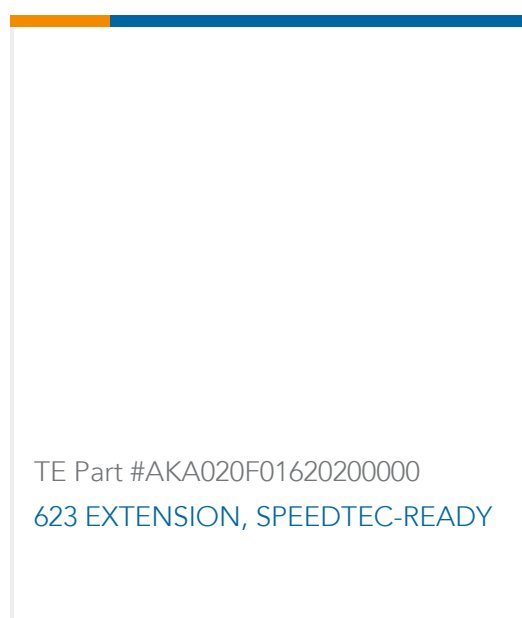 TE Part #AKA020F01620200000
623 EXTENSION, SPEEDTEC-READY